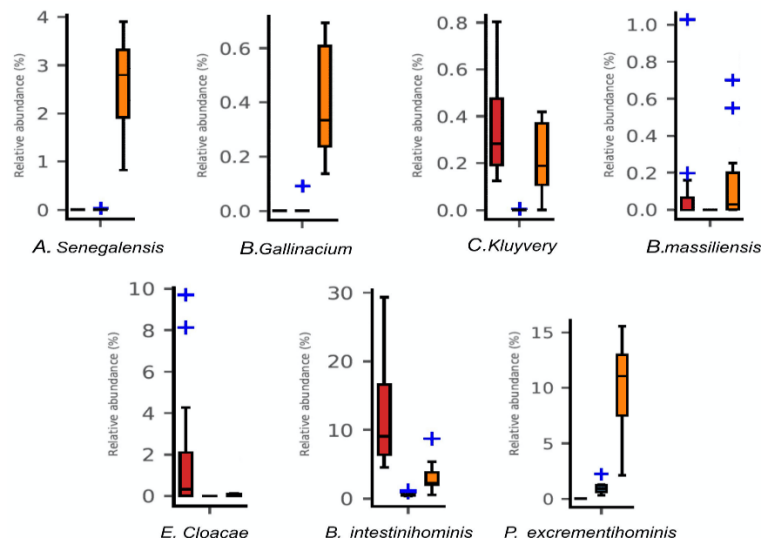 Relative abundance (%)
4
3
2
1
0
A. Senegalensis
Relative abundance (%)
0.6
0.4
0.2
0.0
B.Gallinacium
Relative abundance (%)
0.8
0.6
0.4
0.2
0.0
C.Kluyvery
Relative abundance (%)
1.0
0.8
0.6
0.4
0.2
0.0
B.massiliensis
Relative abundance (%)
10
8
6
4
2
0
E. Cloacae
Relative abundance (%)
30
20
10
0
B. intestinihominis
Relative abundance (%)
15
10
5
0
P. excrementihominis